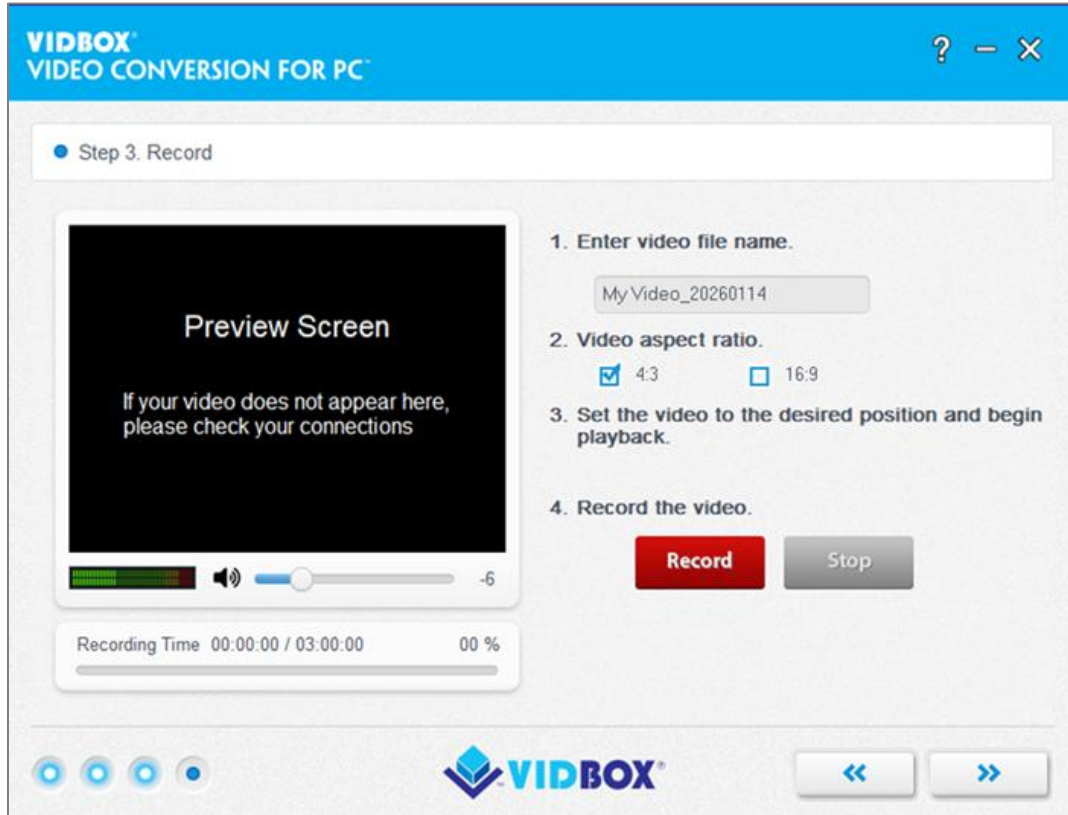 VIDBOX®
VIDEO CONVERSION FOR PC™
? – X
Step 3. Record
Preview Screen
If your video does not appear here,
please check your connections
-6
Recording Time 00:00:00 / 03:00:00 00 %
1. Enter video file name.
My Video_20260114
2. Video aspect ratio.
4:3 16:9
3. Set the video to the desired position and begin
playback.
4. Record the video.
Record Stop
VIDBOX®